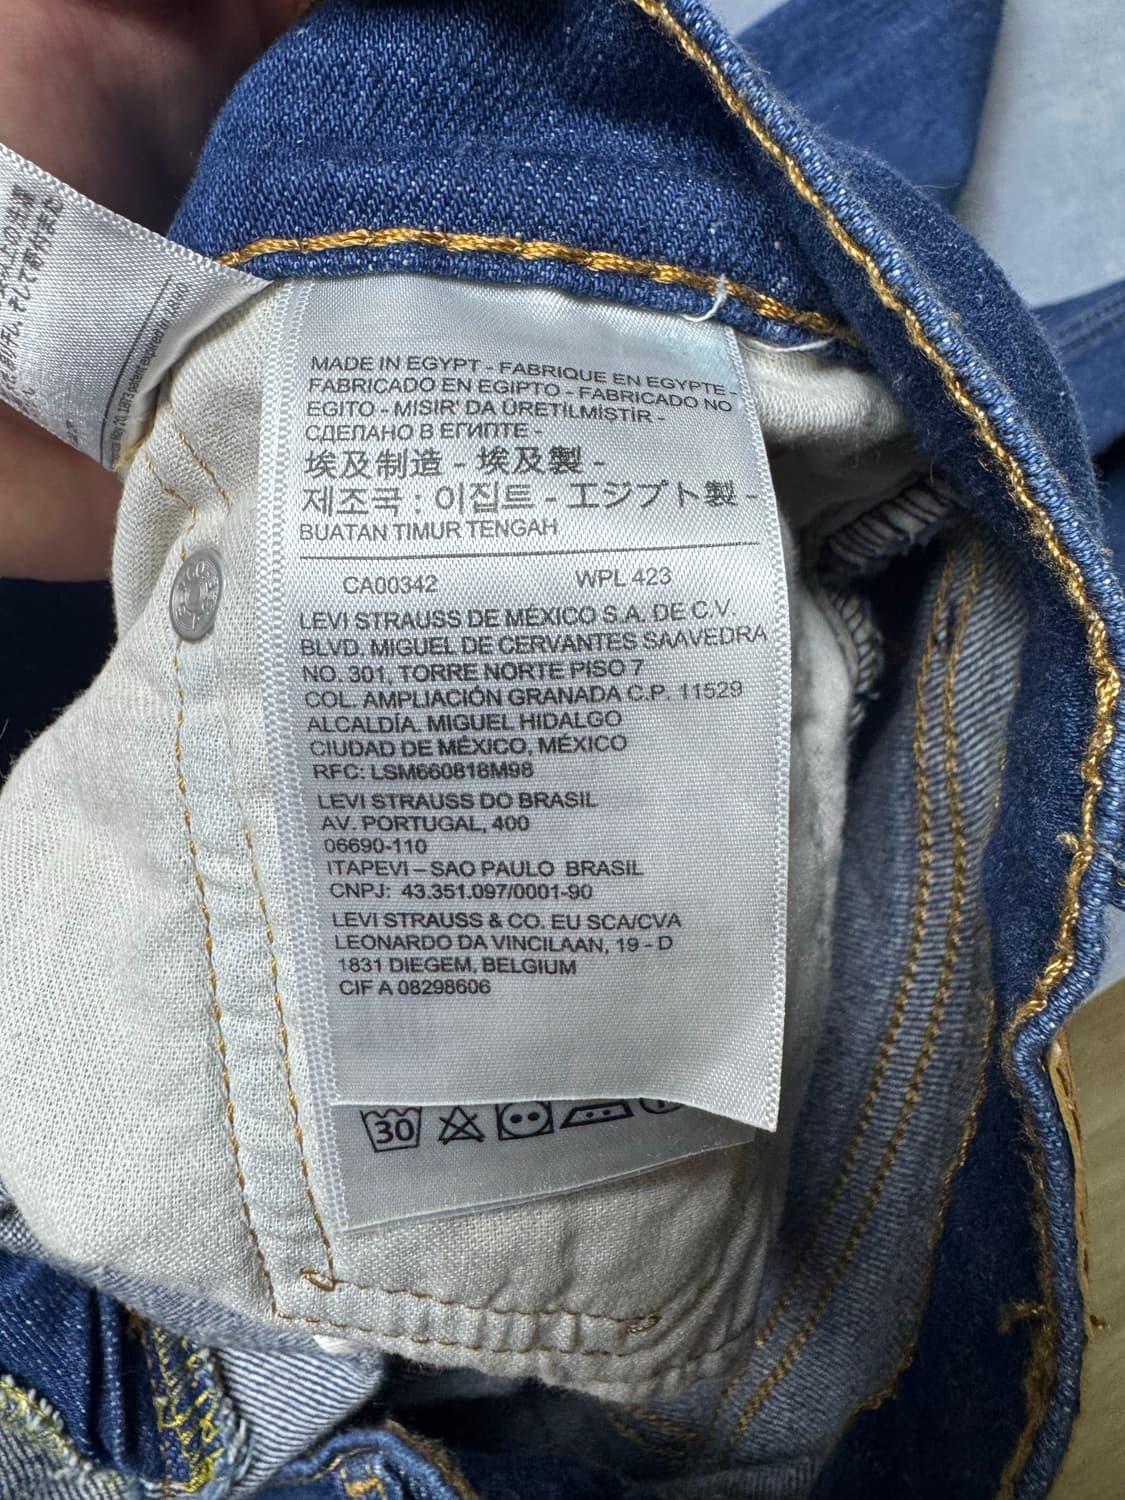 MADE IN EGYPT - FABRIQUE EN EGYPTE -
FABRICADO EN EGIPTO - FABRICADO NO
EGITO - MISIR' DA ÜRETILMIŞTIR -
СДЕЛАНО В ЕГИПТЕ -
埃及制造 - 埃及製 -
제조국 : 이집트 - エジプト製 -
BUATAN TIMUR TENGAH
CA00342 WPL 423
LEVI STRAUSS DE MÉXICO S.A. DE C.V.
BLVD. MIGUEL DE CERVANTES SAAVEDRA
NO. 301, TORRE NORTE PISO 7
COL. AMPLIACIÓN GRANADA C.P. 11529
ALCALDÍA. MIGUEL HIDALGO
CIUDAD DE MÉXICO, MÉXICO
RFC: LSM660818M98
LEVI STRAUSS DO BRASIL
AV. PORTUGAL, 400
06690-110
ITAPEVI – SAO PAULO BRASIL
CNPJ: 43.351.097/0001-90
LEVI STRAUSS & CO. EU SCA/CVA
LEONARDO DA VINCILAAN, 19 - D
1831 DIEGEM, BELGIUM
CIF A 08298606
30